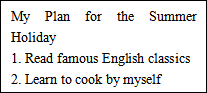 My Plan for the Summer
Holiday
1. Read famous English classics
2. Learn to cook by myself